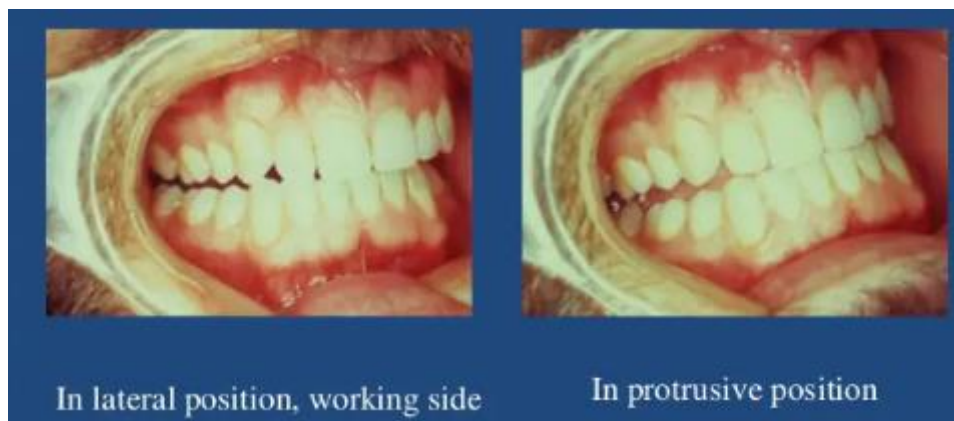 In lateral position, working side
In protrusive position